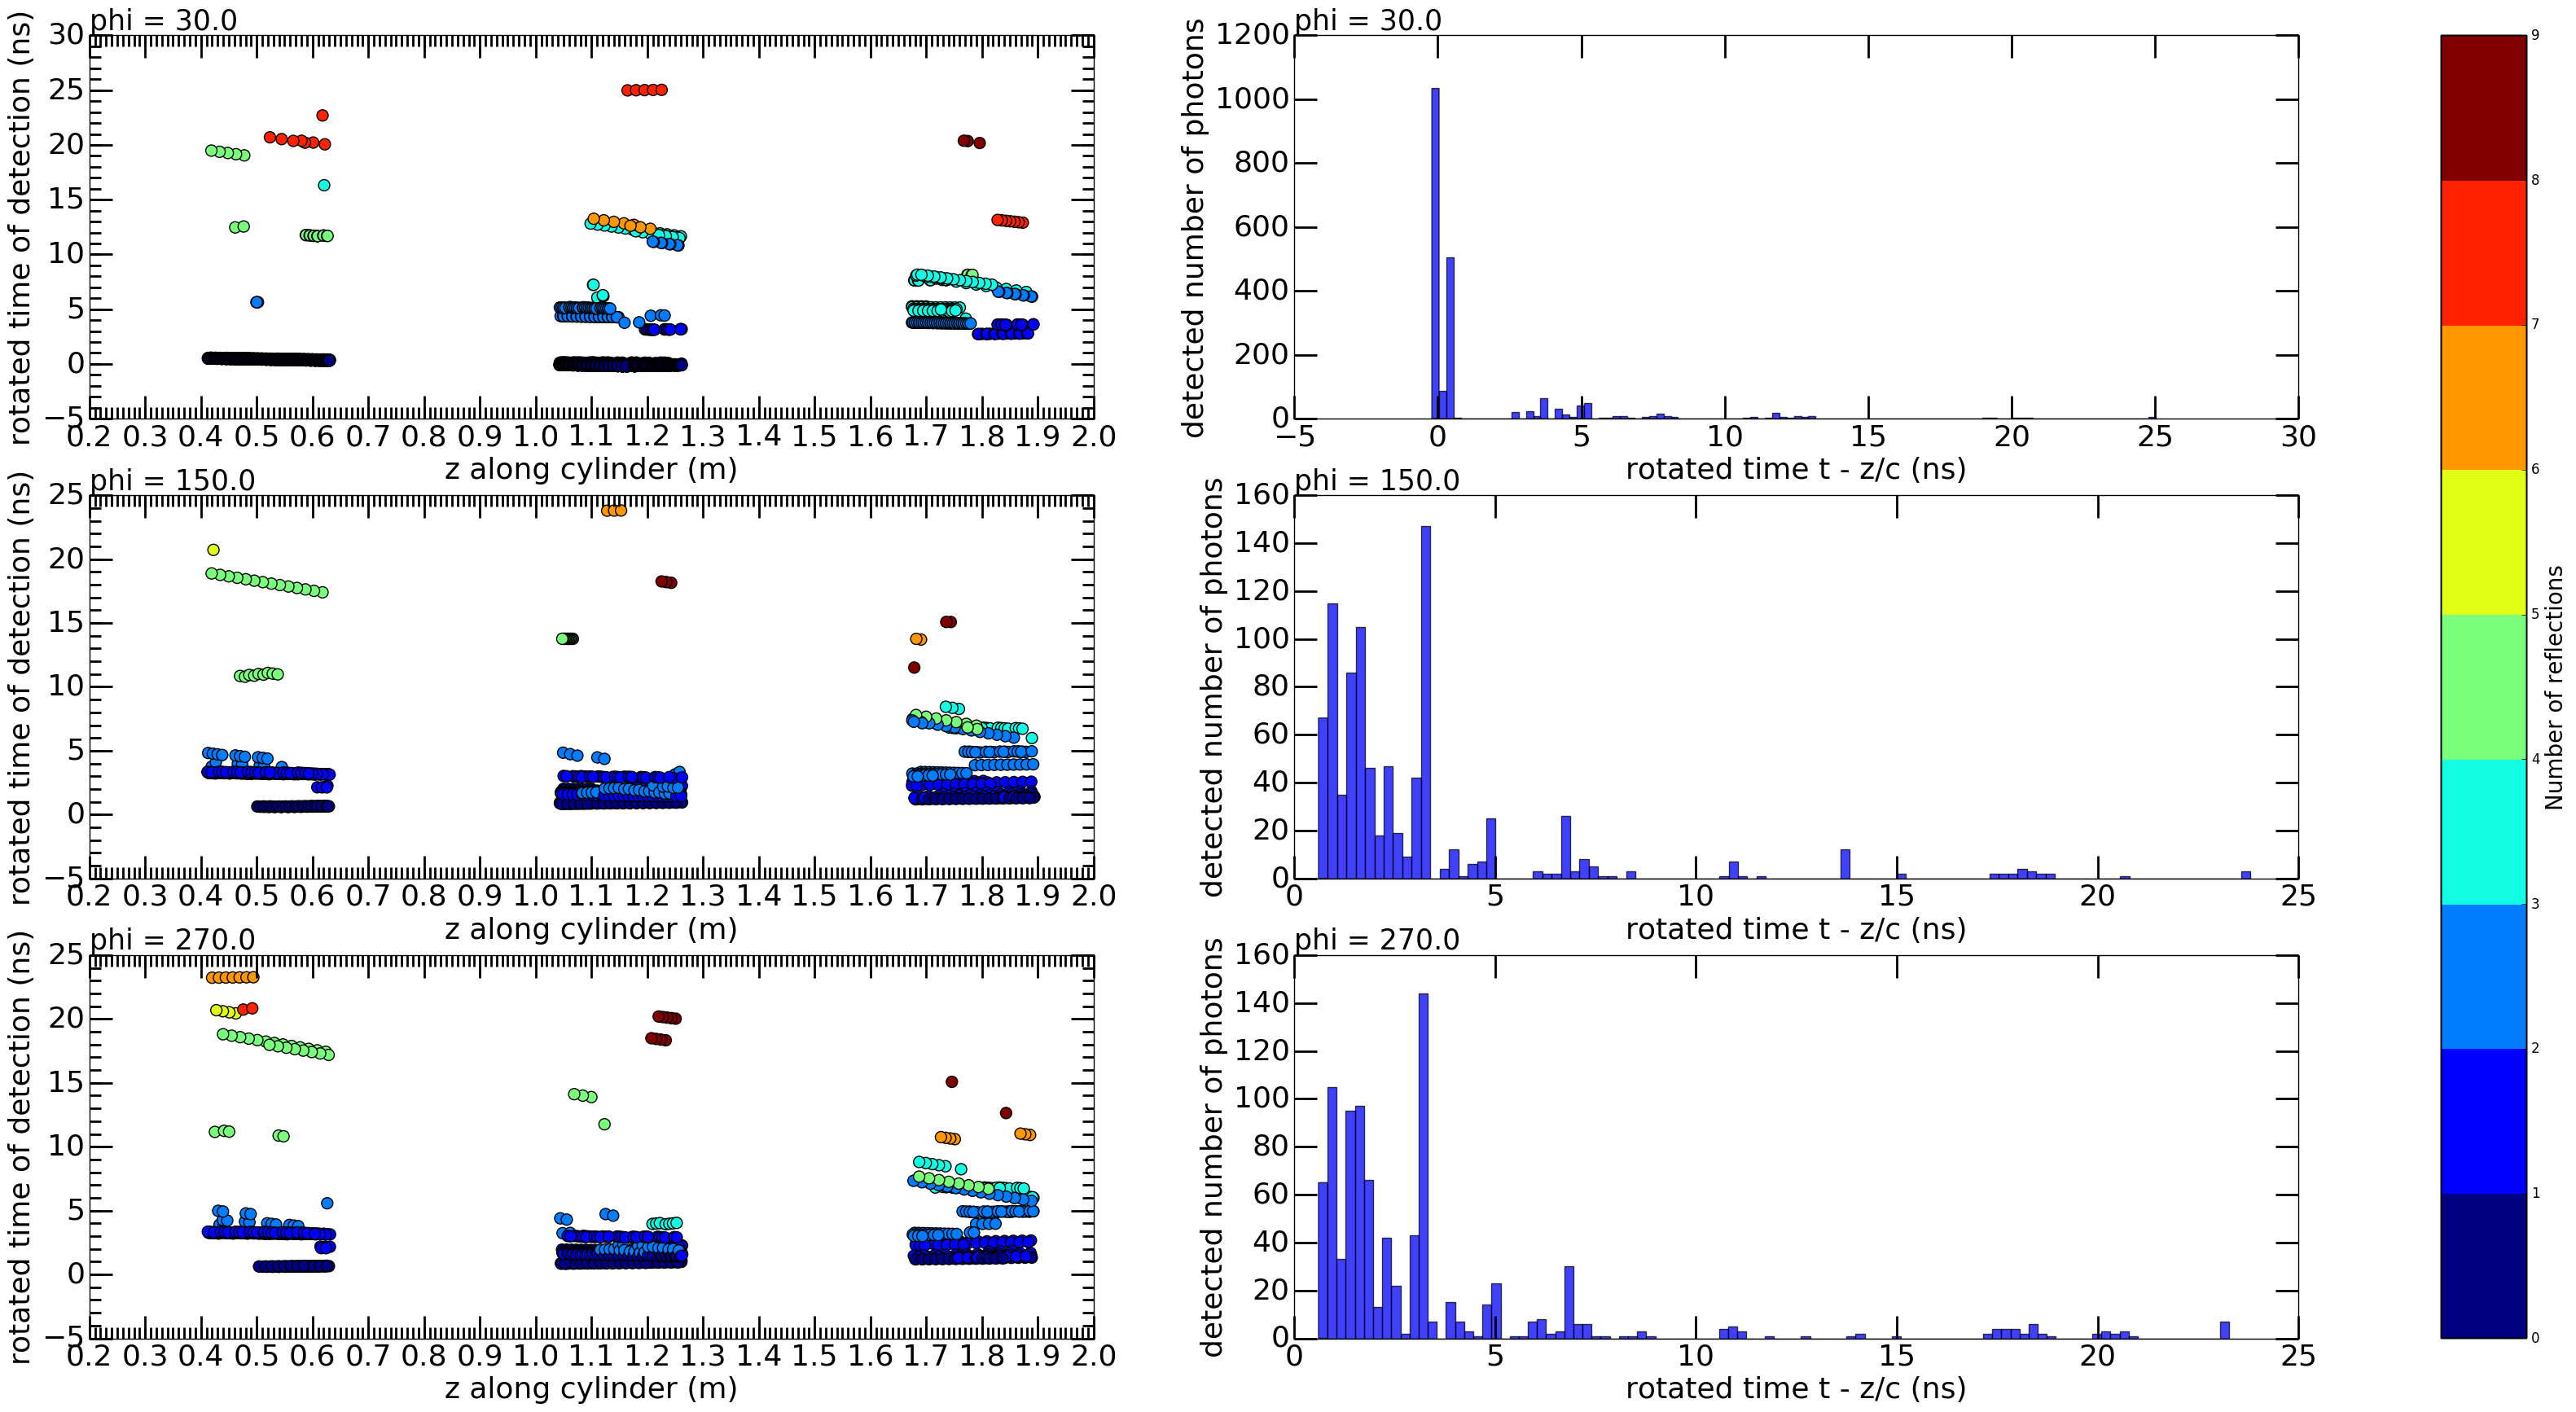 phi = 30.0
rotated time of detection (ns)
30
25
20
15
10
5
0
−5
0.2 0.3 0.4 0.5 0.6 0.7 0.8 0.9 1.0 1.1 1.2 1.3 1.4 1.5 1.6 1.7 1.8 1.9 2.0
z along cylinder (m)
phi = 30.0
detected number of photons
1200
1000
800
600
400
200
0
−5 0 5 10 15 20 25 30
rotated time t - z/c (ns)
phi = 150.0
rotated time of detection (ns)
25
20
15
10
5
0
−5
0.2 0.3 0.4 0.5 0.6 0.7 0.8 0.9 1.0 1.1 1.2 1.3 1.4 1.5 1.6 1.7 1.8 1.9 2.0
z along cylinder (m)
phi = 150.0
detected number of photons
160
140
120
100
80
60
40
20
0
0 5 10 15 20 25
rotated time t - z/c (ns)
phi = 270.0
rotated time of detection (ns)
25
20
15
10
5
0
−5
0.2 0.3 0.4 0.5 0.6 0.7 0.8 0.9 1.0 1.1 1.2 1.3 1.4 1.5 1.6 1.7 1.8 1.9 2.0
z along cylinder (m)
phi = 270.0
detected number of photons
160
140
120
100
80
60
40
20
0
0 5 10 15 20 25
rotated time t - z/c (ns)
9
8
7
6
5
4
3
2
1
0
Number of reflections